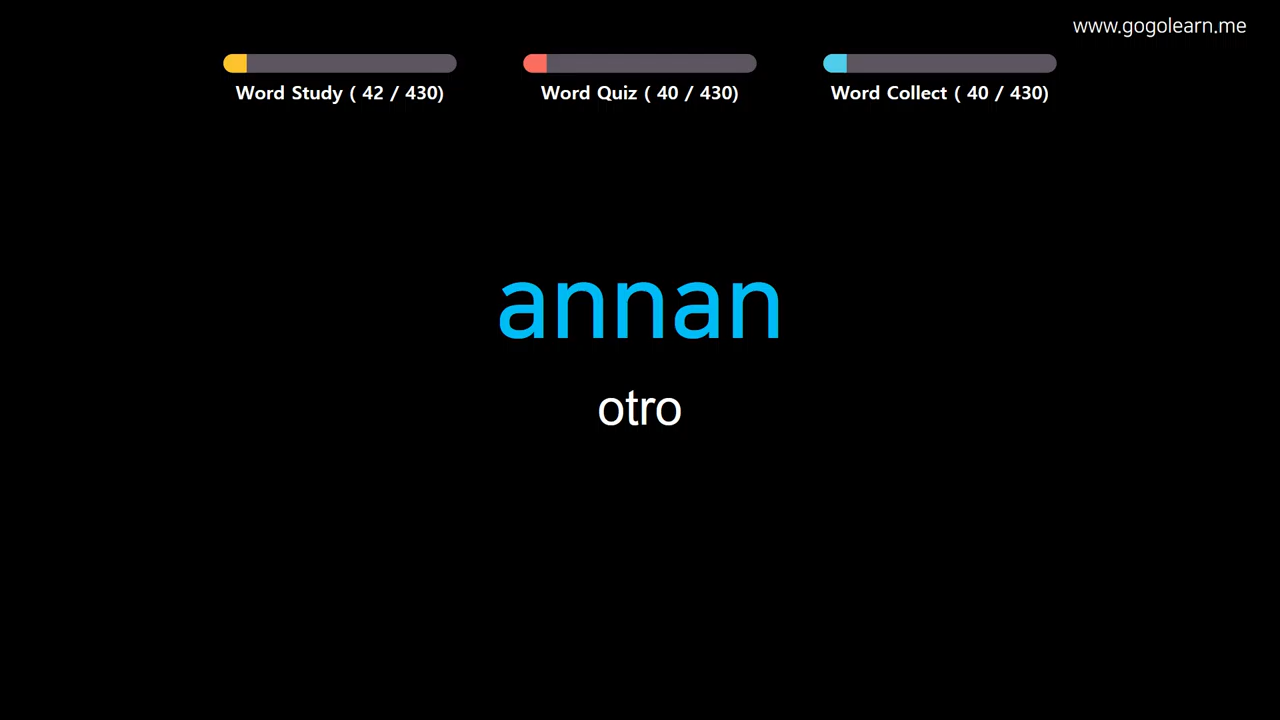 www.gogolearn.me
Word Study ( 42 / 430)
Word Quiz ( 40 / 430)
Word Collect ( 40 / 430)
annan
otro